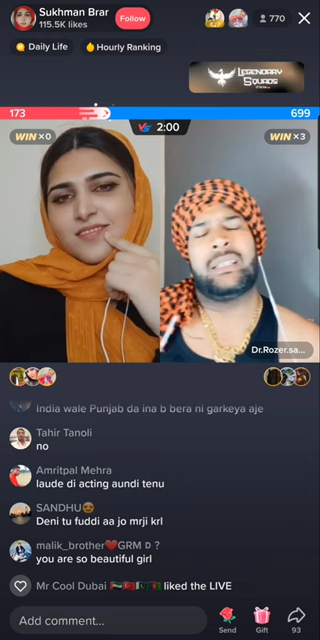 Sukhman Brar
115.5K likes
Follow
770
Daily Life
Hourly Ranking
LEGENDARY
SQUADS
173
699
WIN ×0
VS 2:00
WIN ×3
Dr.Rozer.sa...
India wale Punjab da ina b bera ni garkeya aje
Tahir Tanoli
no
Amritpal Mehra
laude di acting aundi tenu
SANDHU
Deni tu fuddi aa jo mrji krl
malik_brother❤️GRM D ?
you are so beautiful girl
Mr Cool Dubai 🇦🇪 🇧🇩 liked the LIVE
Add comment...
Send
Gift
93